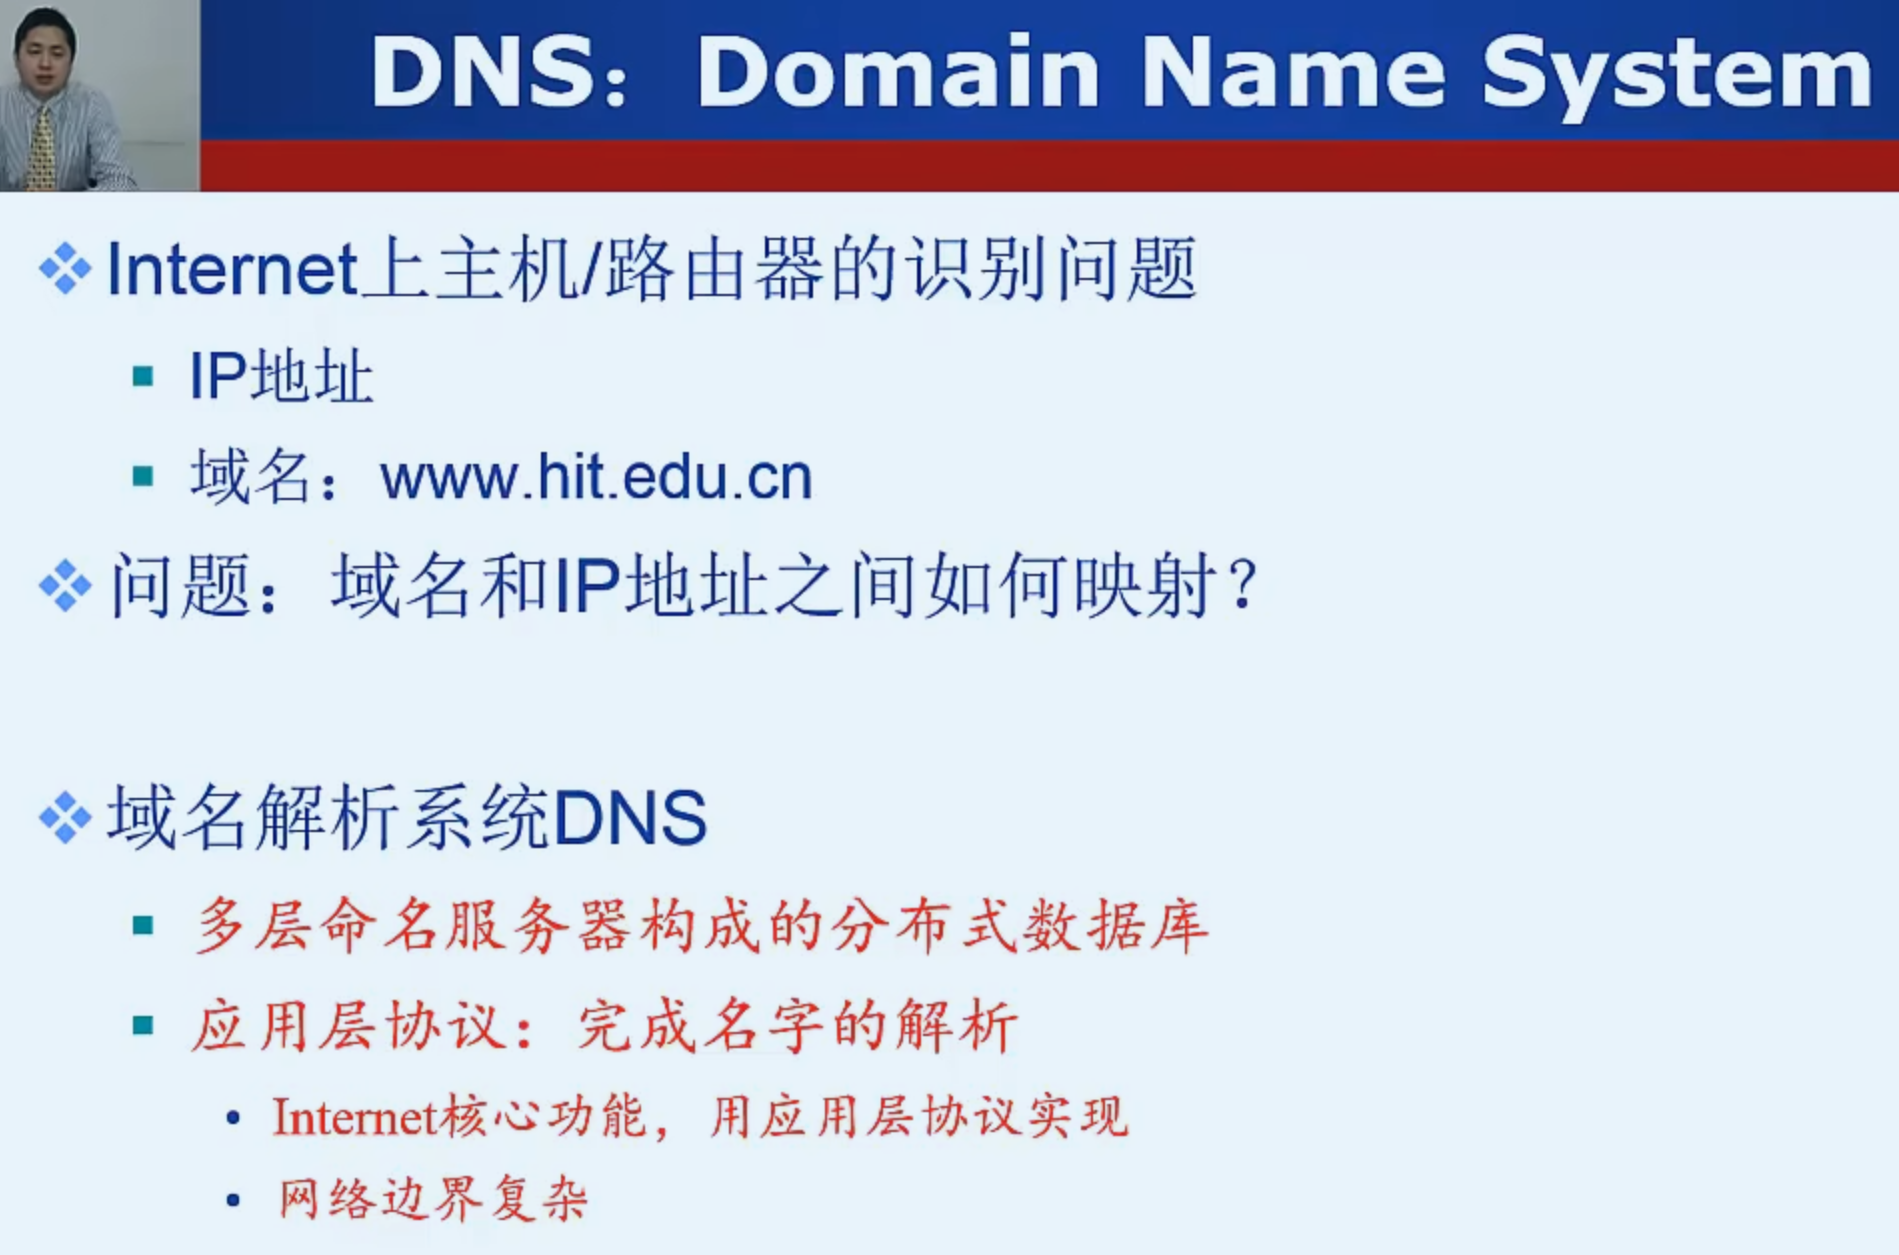 DNS：Domain Name System
Internet上主机/路由器的识别问题
IP地址
域名：www.hit.edu.cn
问题：域名和IP地址之间如何映射？
域名解析系统DNS
多层命名服务器构成的分布式数据库
应用层协议：完成名字的解析
Internet核心功能，用应用层协议实现
网络边界复杂